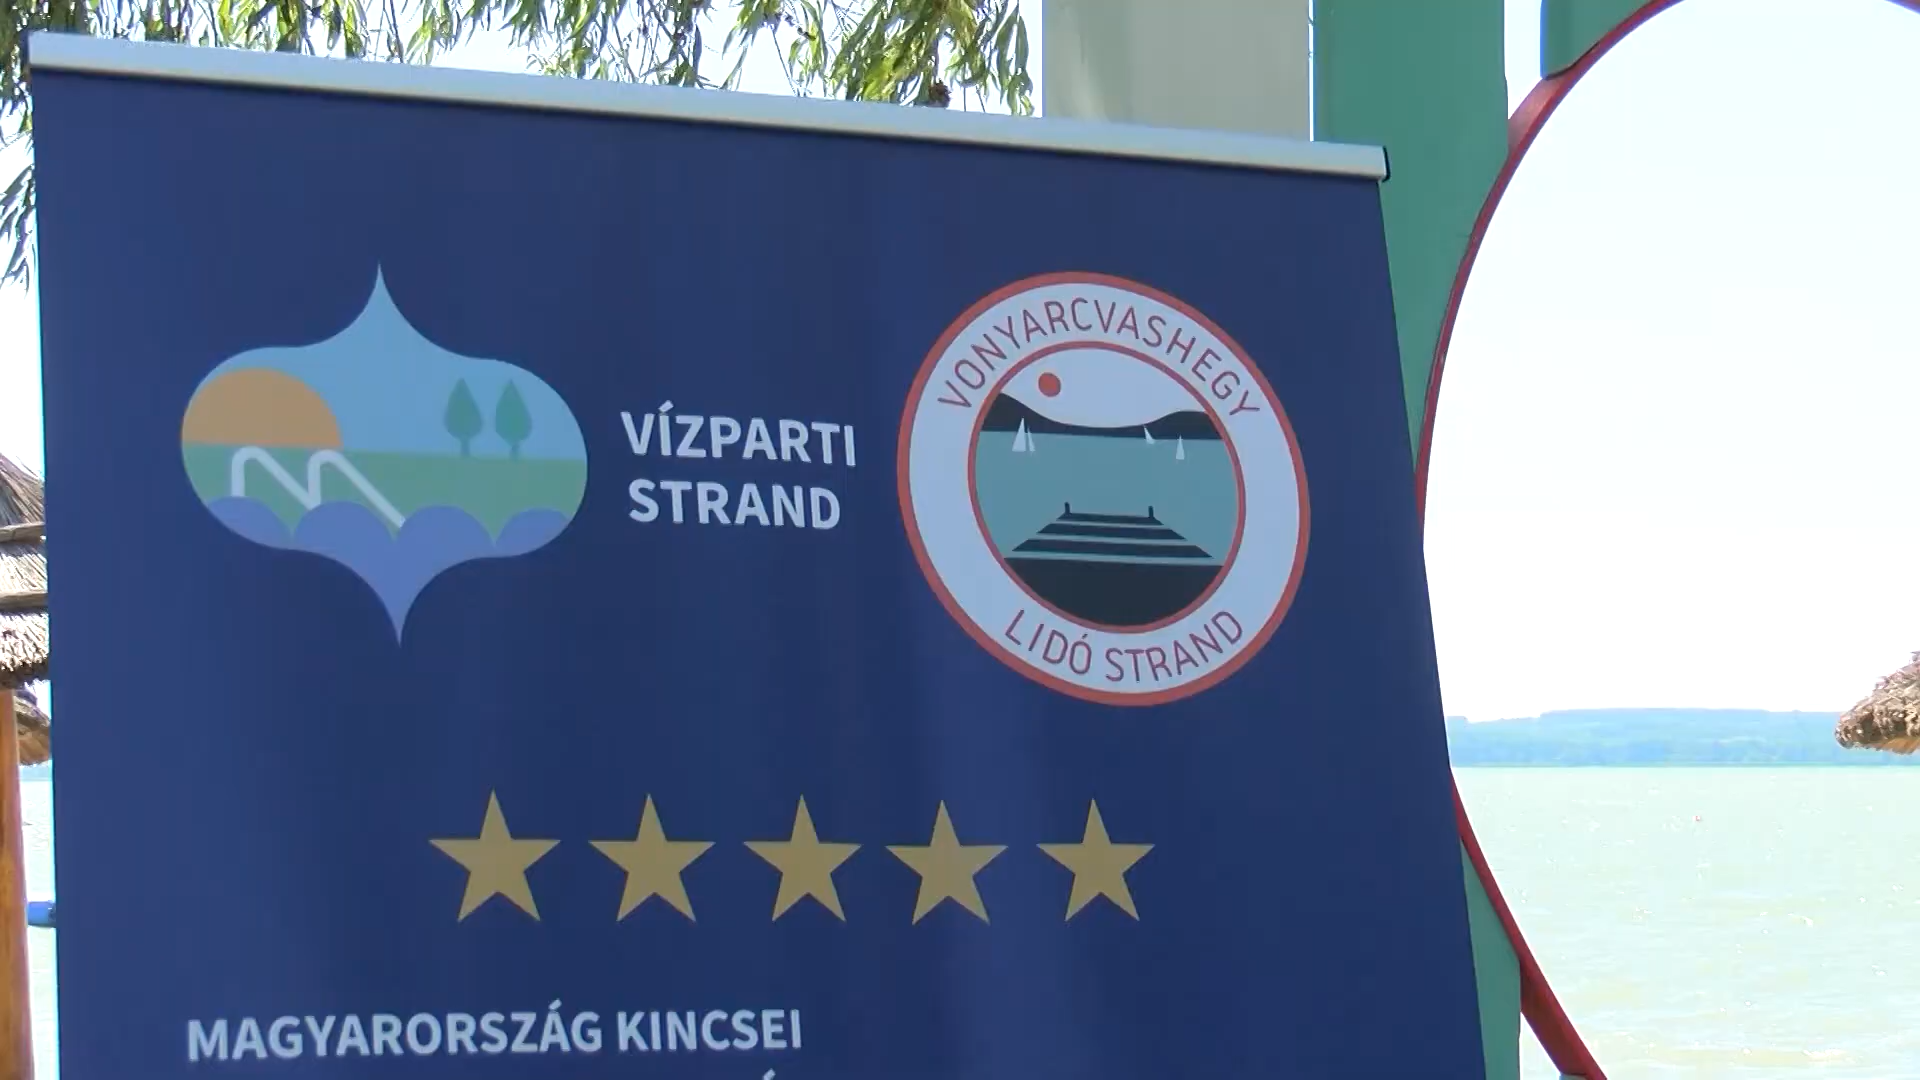 VÍZPARTI
STRAND
VONYARCVASHEGY
LIDÓ STRAND
MAGYARORSZÁG KINCSEI